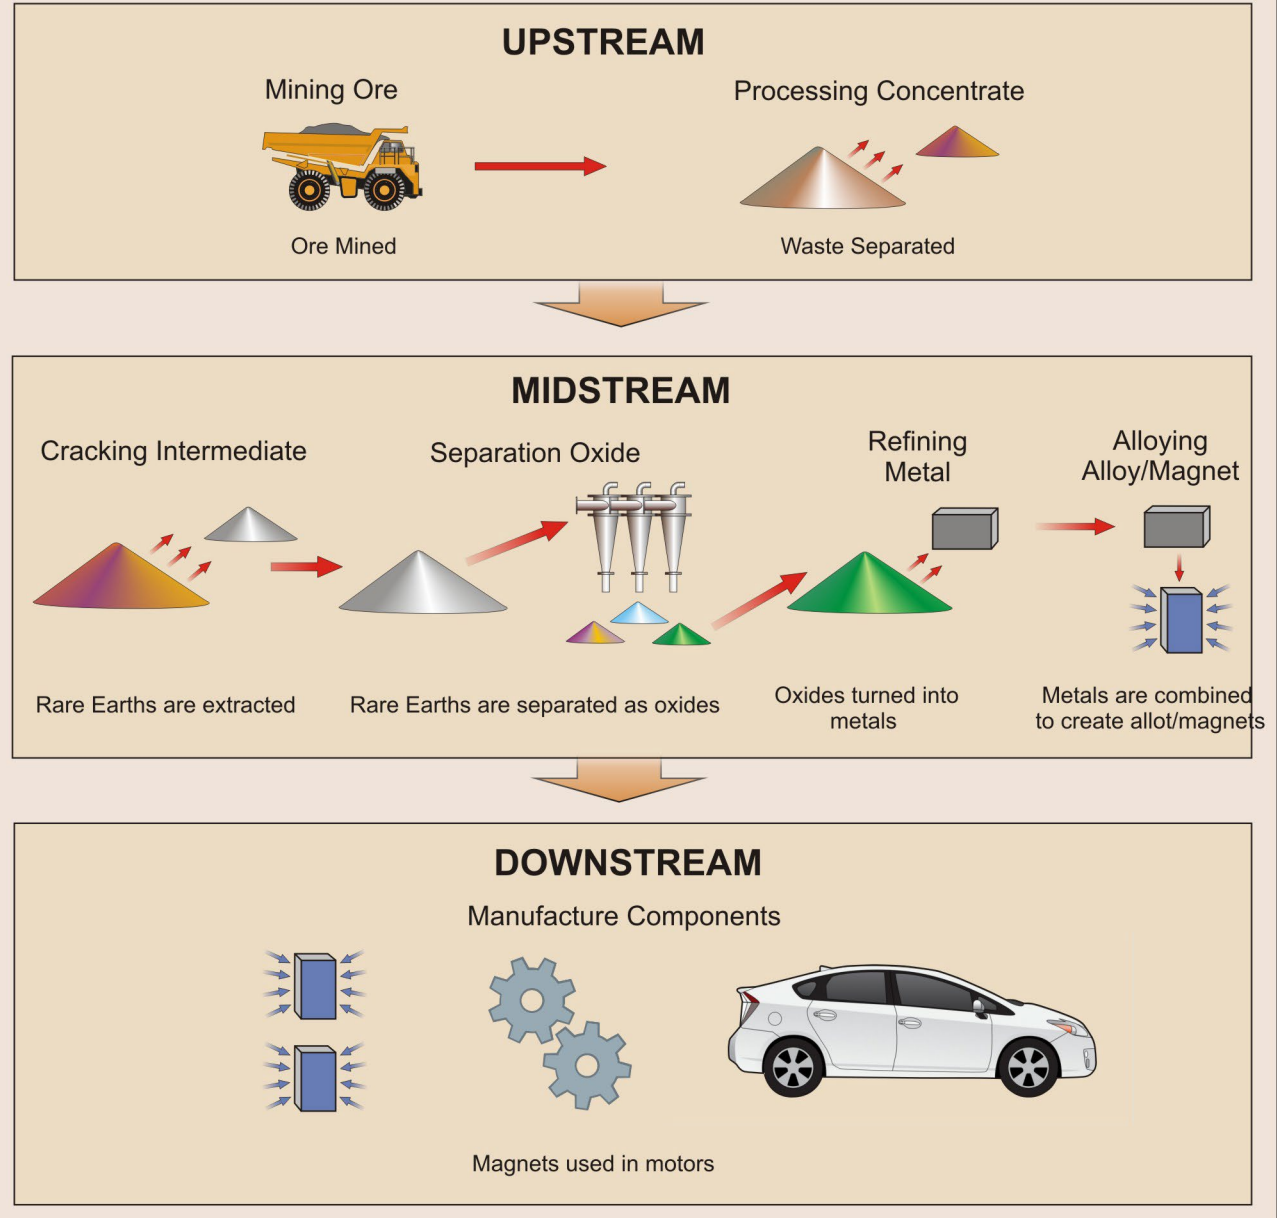 UPSTREAM
Mining Ore
Processing Concentrate
Ore Mined
Waste Separated
MIDSTREAM
Cracking Intermediate
Separation Oxide
Refining
Metal
Alloying
Alloy/Magnet
Rare Earths are extracted
Rare Earths are separated as oxides
Oxides turned into
metals
Metals are combined
to create allot/magnets
DOWNSTREAM
Manufacture Components
Magnets used in motors